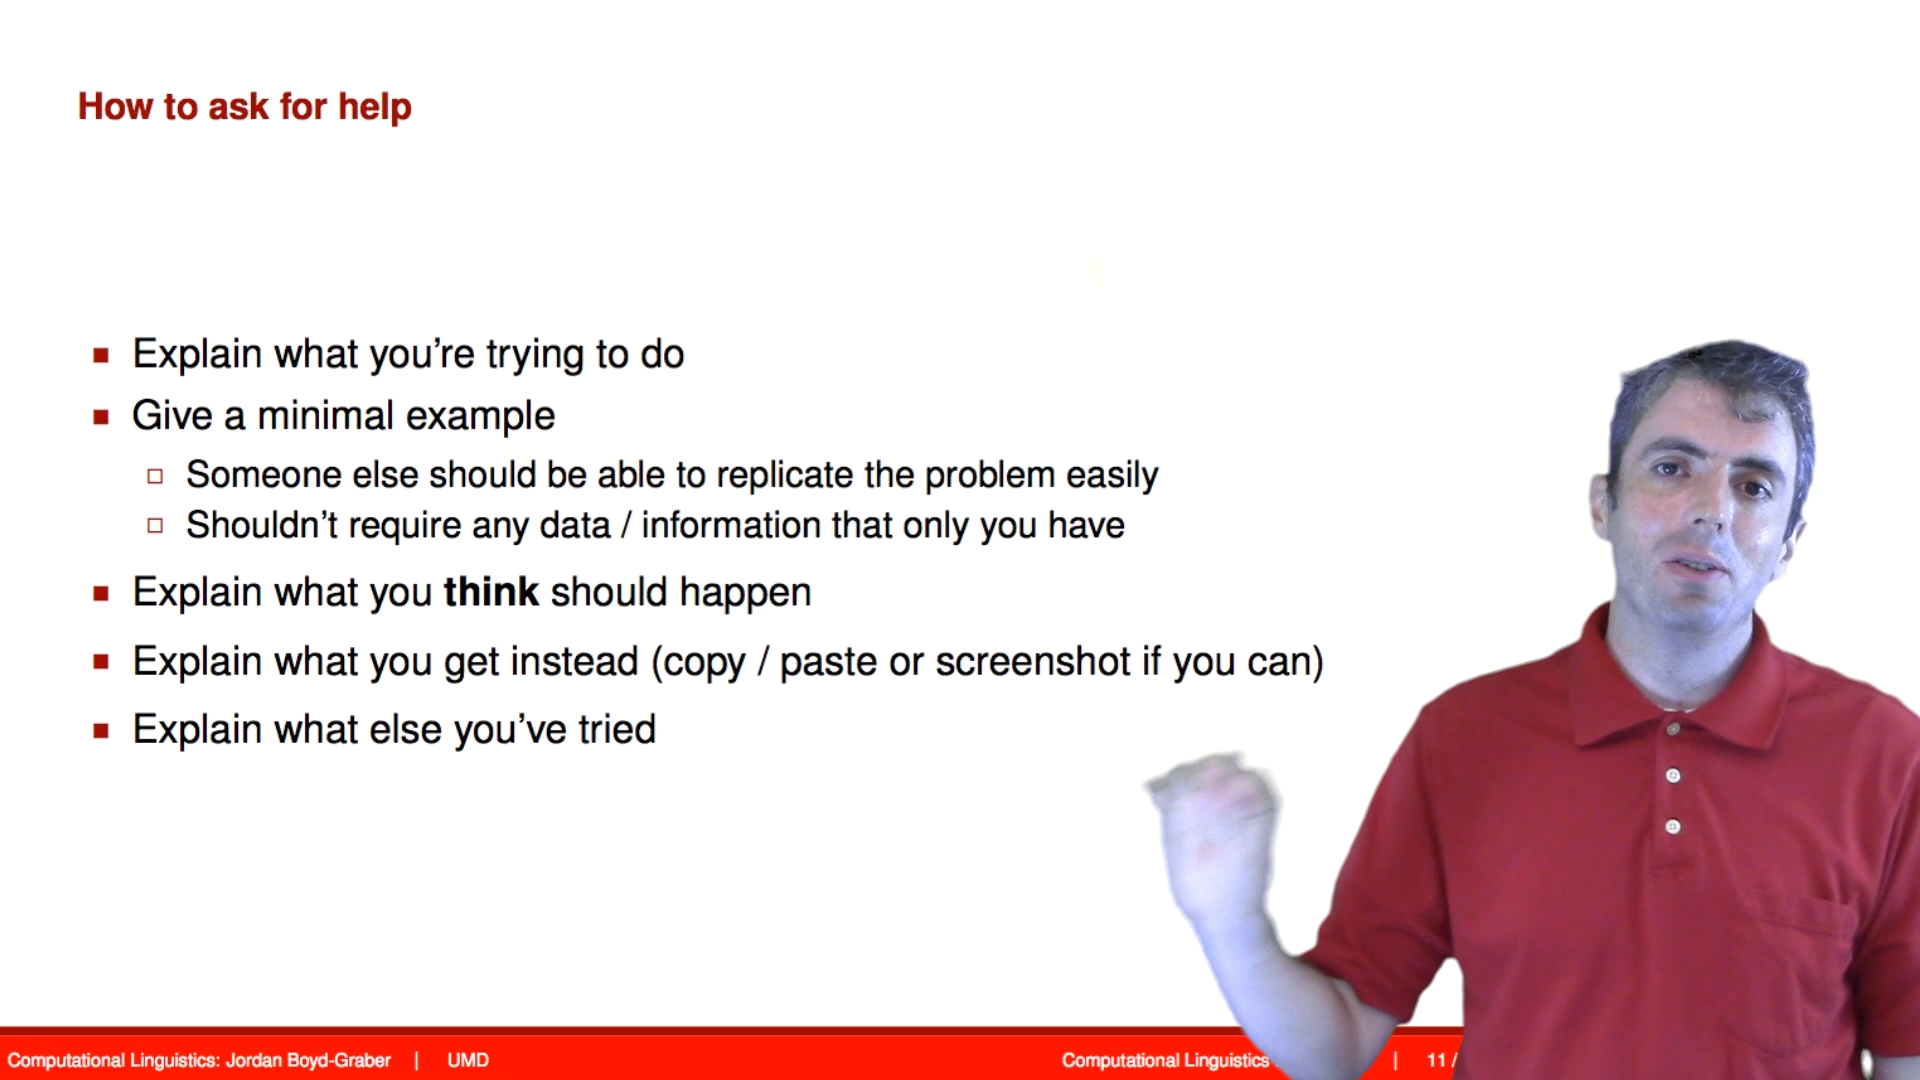 How to ask for help
Explain what you're trying to do
Give a minimal example
Someone else should be able to replicate the problem easily
Shouldn't require any data / information that only you have
Explain what you think should happen
Explain what you get instead (copy / paste or screenshot if you can)
Explain what else you've tried
Computational Linguistics: Jordan Boyd-Graber | UMD
Computational Linguistics | 11 /